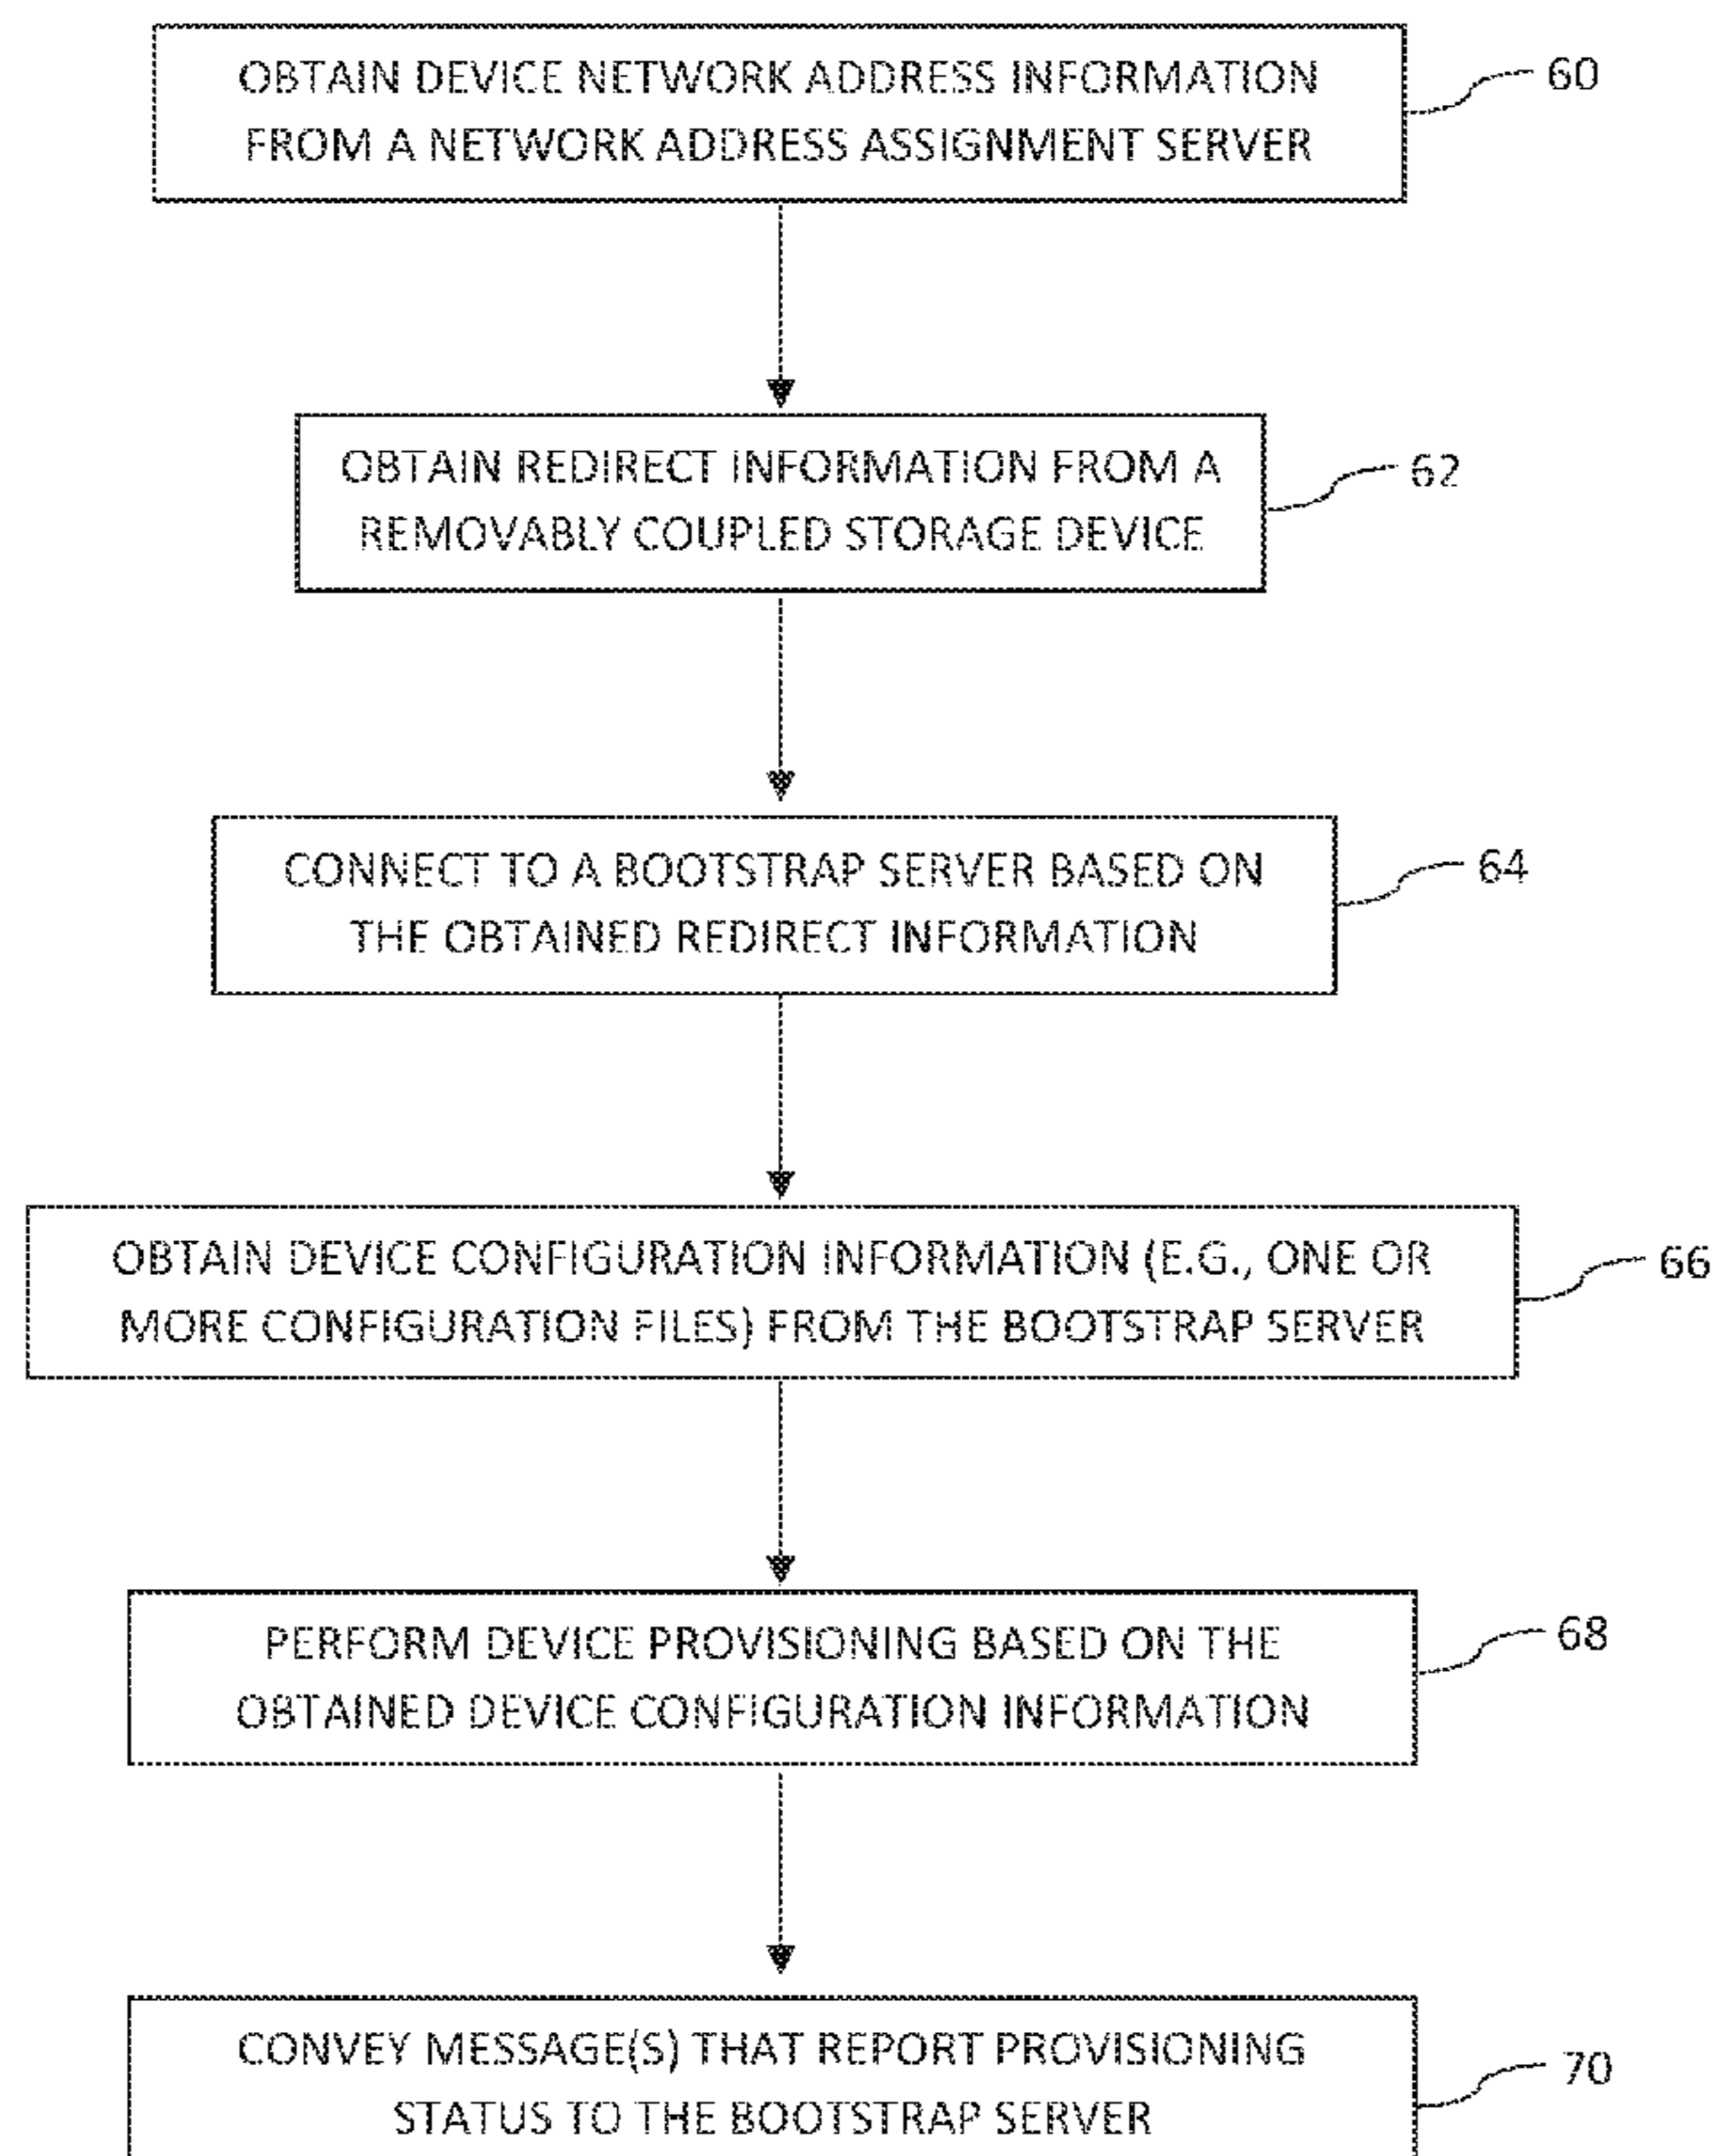 OBTAIN DEVICE NETWORK ADDRESS INFORMATION
FROM A NETWORK ADDRESS ASSIGNMENT SERVER
60
OBTAIN REDIRECT INFORMATION FROM A
REMOVABLY COUPLED STORAGE DEVICE
62
CONNECT TO A BOOTSTRAP SERVER BASED ON
THE OBTAINED REDIRECT INFORMATION
64
OBTAIN DEVICE CONFIGURATION INFORMATION (E.G., ONE OR
MORE CONFIGURATION FILES) FROM THE BOOTSTRAP SERVER
66
PERFORM DEVICE PROVISIONING BASED ON THE
OBTAINED DEVICE CONFIGURATION INFORMATION
68
CONVEY MESSAGE(S) THAT REPORT PROVISIONING
STATUS TO THE BOOTSTRAP SERVER
70